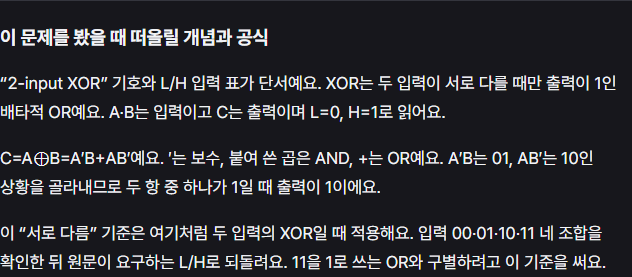 이 문제를 봤을 때 떠올릴 개념과 공식
“2-input XOR” 기호와 L/H 입력 표가 단서예요. XOR는 두 입력이 서로 다를 때만 출력이 1인
배타적 OR예요. A·B는 입력이고 C는 출력이며 L=0, H=1로 읽어요.
C=A⊕B=A′B+AB′예요. ′는 보수, 붙여 쓴 곱은 AND, +는 OR예요. A′B는 01, AB′는 10인
상황을 골라내므로 두 항 중 하나가 1일 때 출력이 1이에요.
이 “서로 다름” 기준은 여기처럼 두 입력의 XOR일 때 적용해요. 입력 00·01·10·11 네 조합을
확인한 뒤 원문이 요구하는 L/H로 되돌려요. 11을 1로 쓰는 OR와 구별하려고 이 기준을 써요.